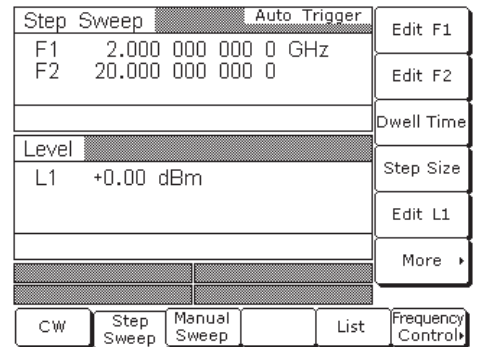 Step Sweep Auto Trigger
F1 2.000 000 000 0 GHz
F2 20.000 000 000 0
Level
L1 +0.00 dBm
Edit F1
Edit F2
Dwell Time
Step Size
Edit L1
More
CW
Step
Sweep
Manual
Sweep
List
Frequency
Control